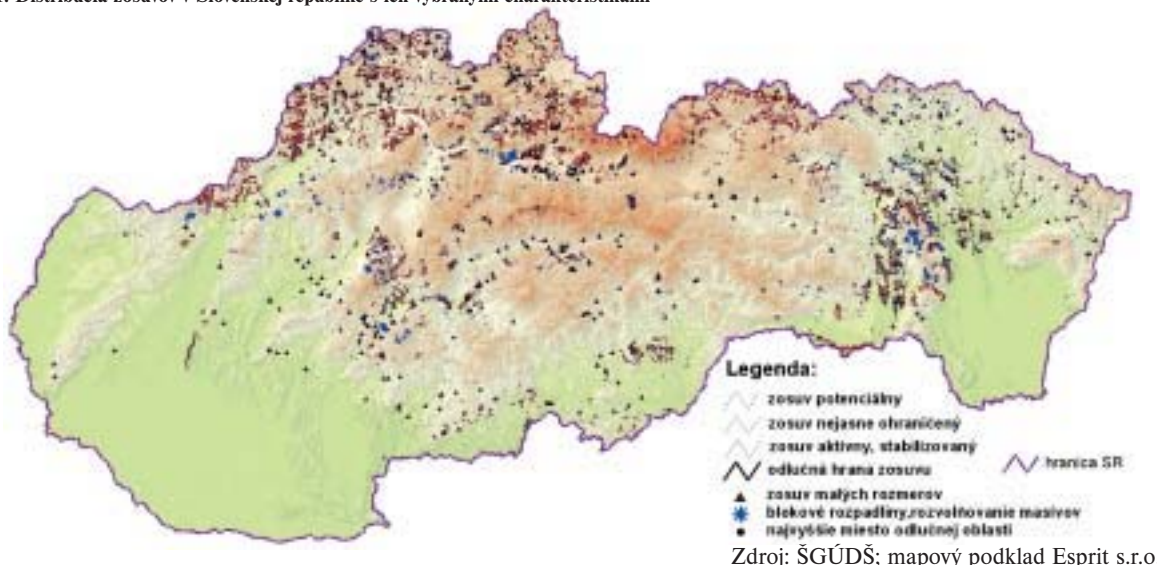 Distribúcia zosuvov v Slovenskej republike s ich vybranými charakteristikami
Legenda:
zosuv potenciálny
zosuv nejasne ohraničený
zosuv aktívny, stabilizovaný
odlučná hrana zosuvu
hranica SR
zosuv malých rozmerov
blokové rozpadliny,rozvolňovanie masívov
najvyššie miesto odlučnej oblasti
Zdroj: ŠGÚDŠ; mapový podklad Esprit s.r.o